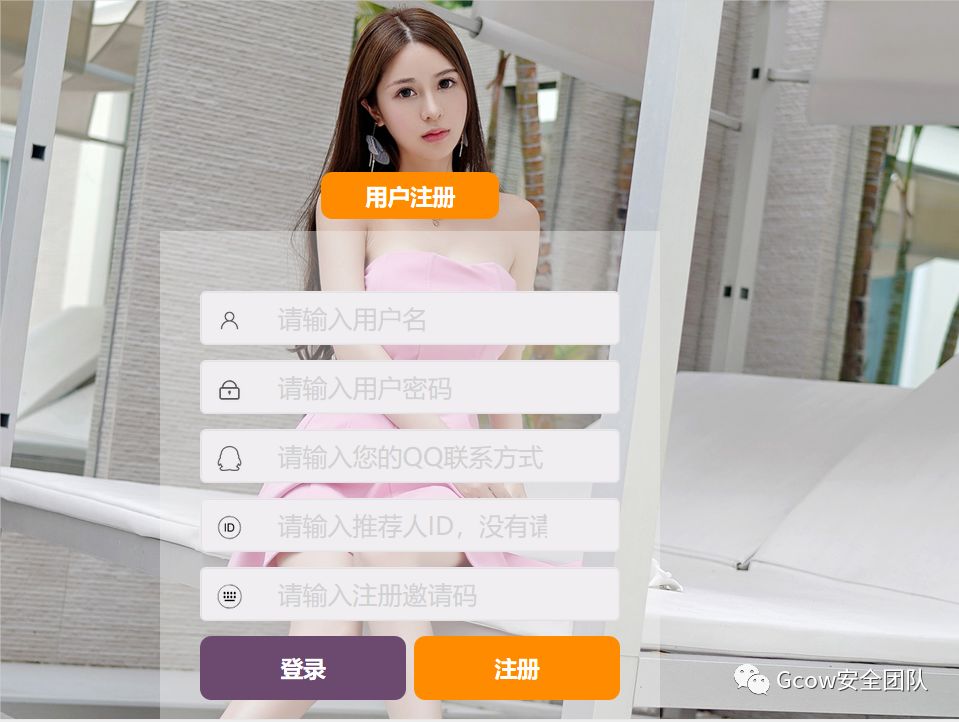 用户注册
请输入用户名
请输入用户密码
请输入您的QQ联系方式
ID
请输入推荐人ID，没有请
请输入注册邀请码
登录
注册
Gcow安全团队